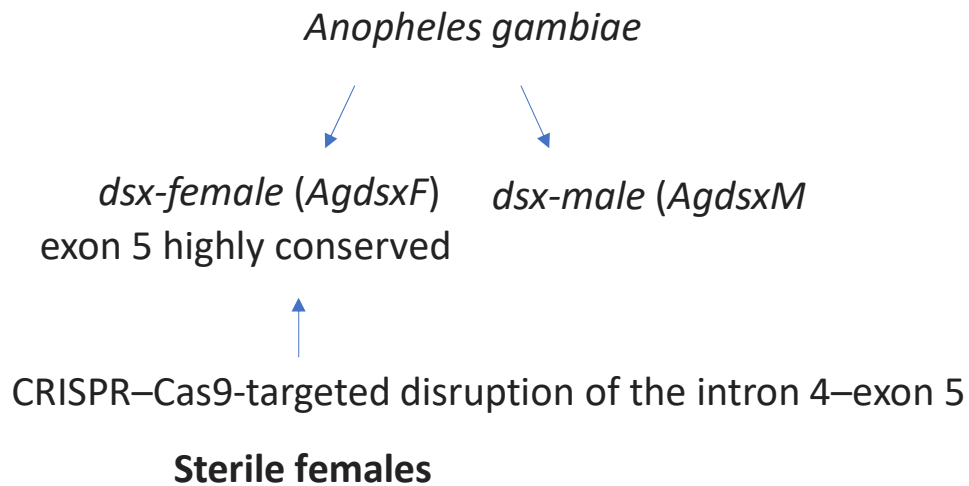 Anopheles gambiae
dsx-female (AgdsxF) dsx-male (AgdsxM
exon 5 highly conserved
CRISPR–Cas9-targeted disruption of the intron 4–exon 5
Sterile females